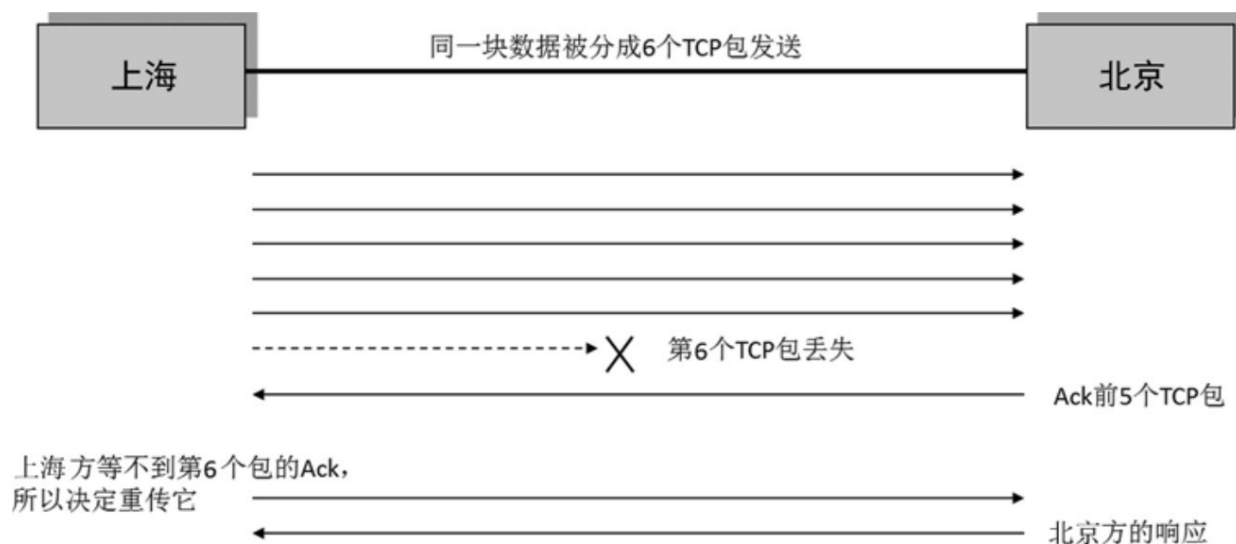 同一块数据被分成6个TCP包发送
上海
北京
第6个TCP包丢失
Ack前5个TCP包
上海方等不到第6个包的Ack，
所以决定重传它
北京方的响应